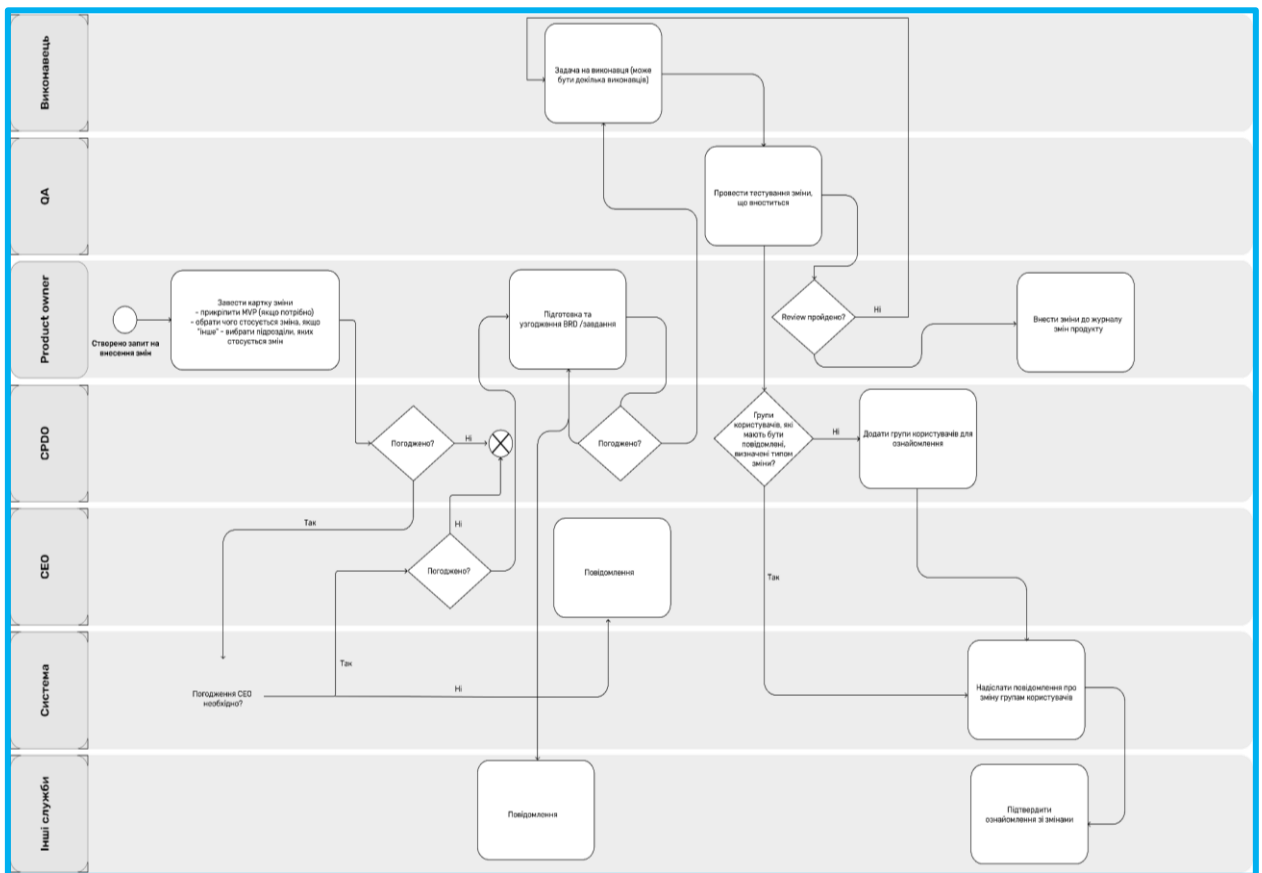 Виконавець
Задача на виконавця (може
бути декілька виконавців)
QA
Провести тестування зміни,
що вноситься
Product owner
Створено запит на
внесення змін
Завести картку зміни
- прикріпити MVP (якщо потрібно)
- обрати чого стосується зміна, якщо
"інше" - вибрати підрозділи, яких
стосується змін
Підготовка та
узгодження BRD /завдання
Review пройдено?
Ні
Внести зміни до журналу
змін продукту
CPDO
Погоджено?
Ні
Погоджено?
Групи
користувачів, які
мають бути
повідомлені,
визначені типом
зміни?
Ні
Додати групи користувачів для
ознайомлення
CEO
Так
Ні
Погоджено?
Повідомлення
Так
Система
Погодження CEO
необхідно?
Так
Ні
Надіслати повідомлення про
зміну групам користувачів
Інші служби
Повідомлення
Підтвердити
ознайомлення зі змінами